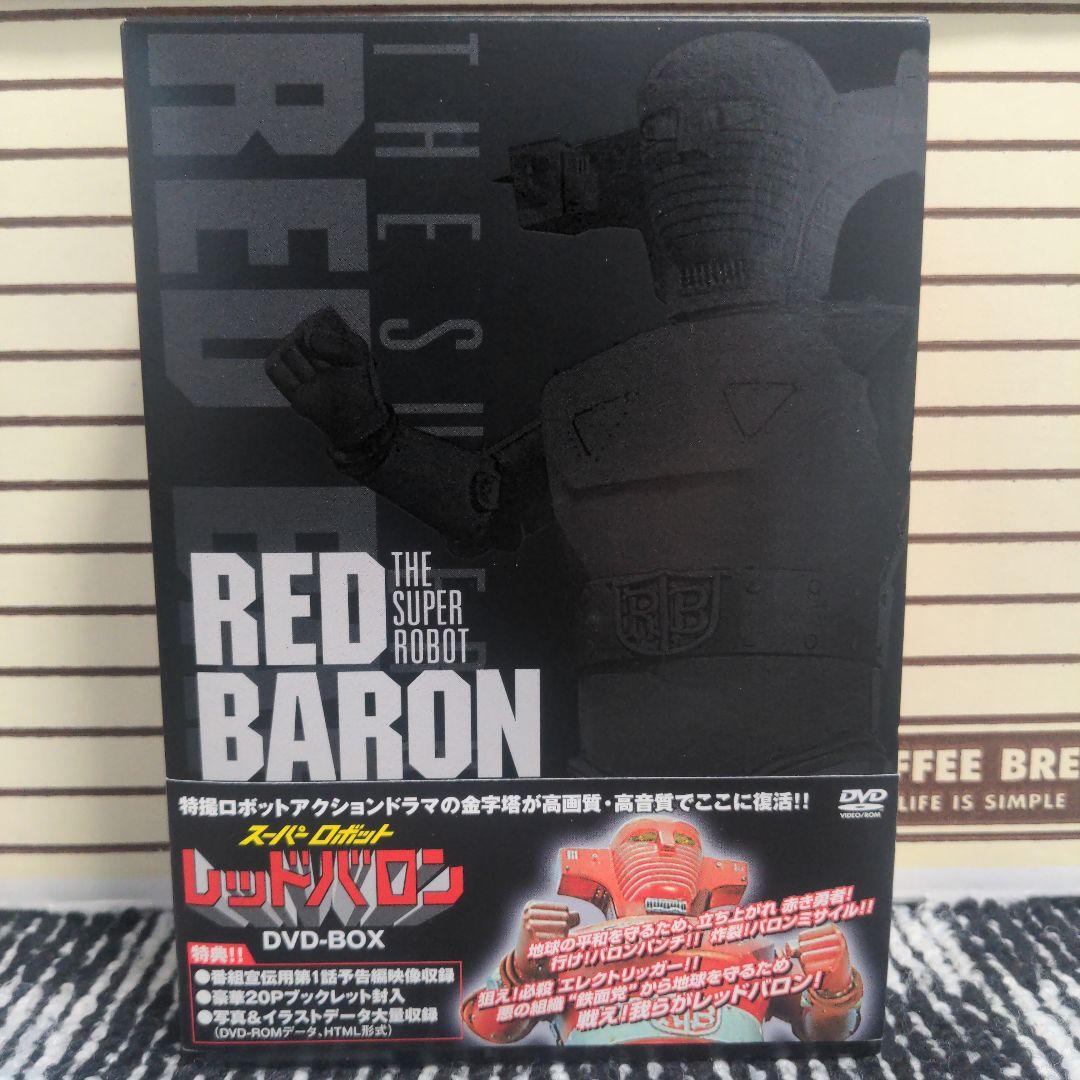 RED
THE SUPER
RED
THE
SUPER
ROBOT
BARON
FFEE BRE
LIFE IS SIMPLE
特撮ロボットアクションドラマの金字塔が高画質・高音質でここに復活!!
DVD
VIDEO/ROM
スーパーロボット
レッドバロン
DVD-BOX
地球の平和を守るため、立ち上がれ 赤き勇者!
行け!バロンパンチ!! 炸裂!バロンミサイル!!
狙え!必殺 エレクトリッガー!!
悪の組織“鉄面党”から地球を守るため
戦え!我らがレッドバロン!
特典!!
●番組宣伝用第1話予告編映像収録
●豪華20Pブックレット封入
●写真&イラストデータ大量収録
(DVD-ROMデータ、HTML形式)
RB
RB